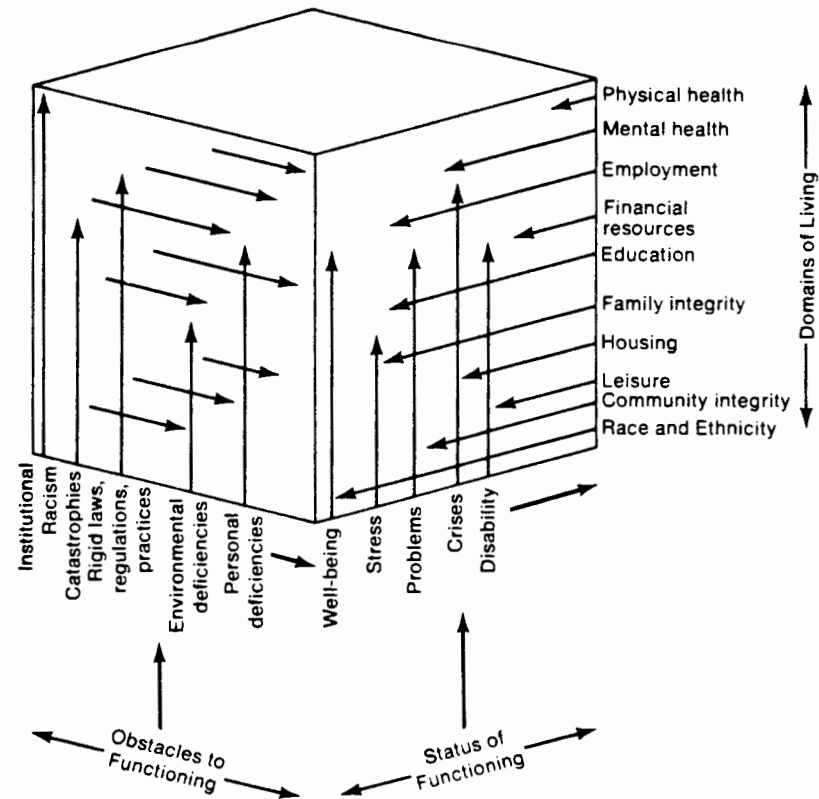 Physical health
Mental health
Employment
Financial
resources
Education
Family integrity
Housing
Leisure
Community integrity
Race and Ethnicity
Domains of Living
Institutional
Racism
Catastrophies
Rigid laws,
regulations,
practices
Environmental
deficiencies
Personal
deficiencies
Well-being
Stress
Problems
Crises
Disability
Obstacles to
Functioning
Status of
Functioning